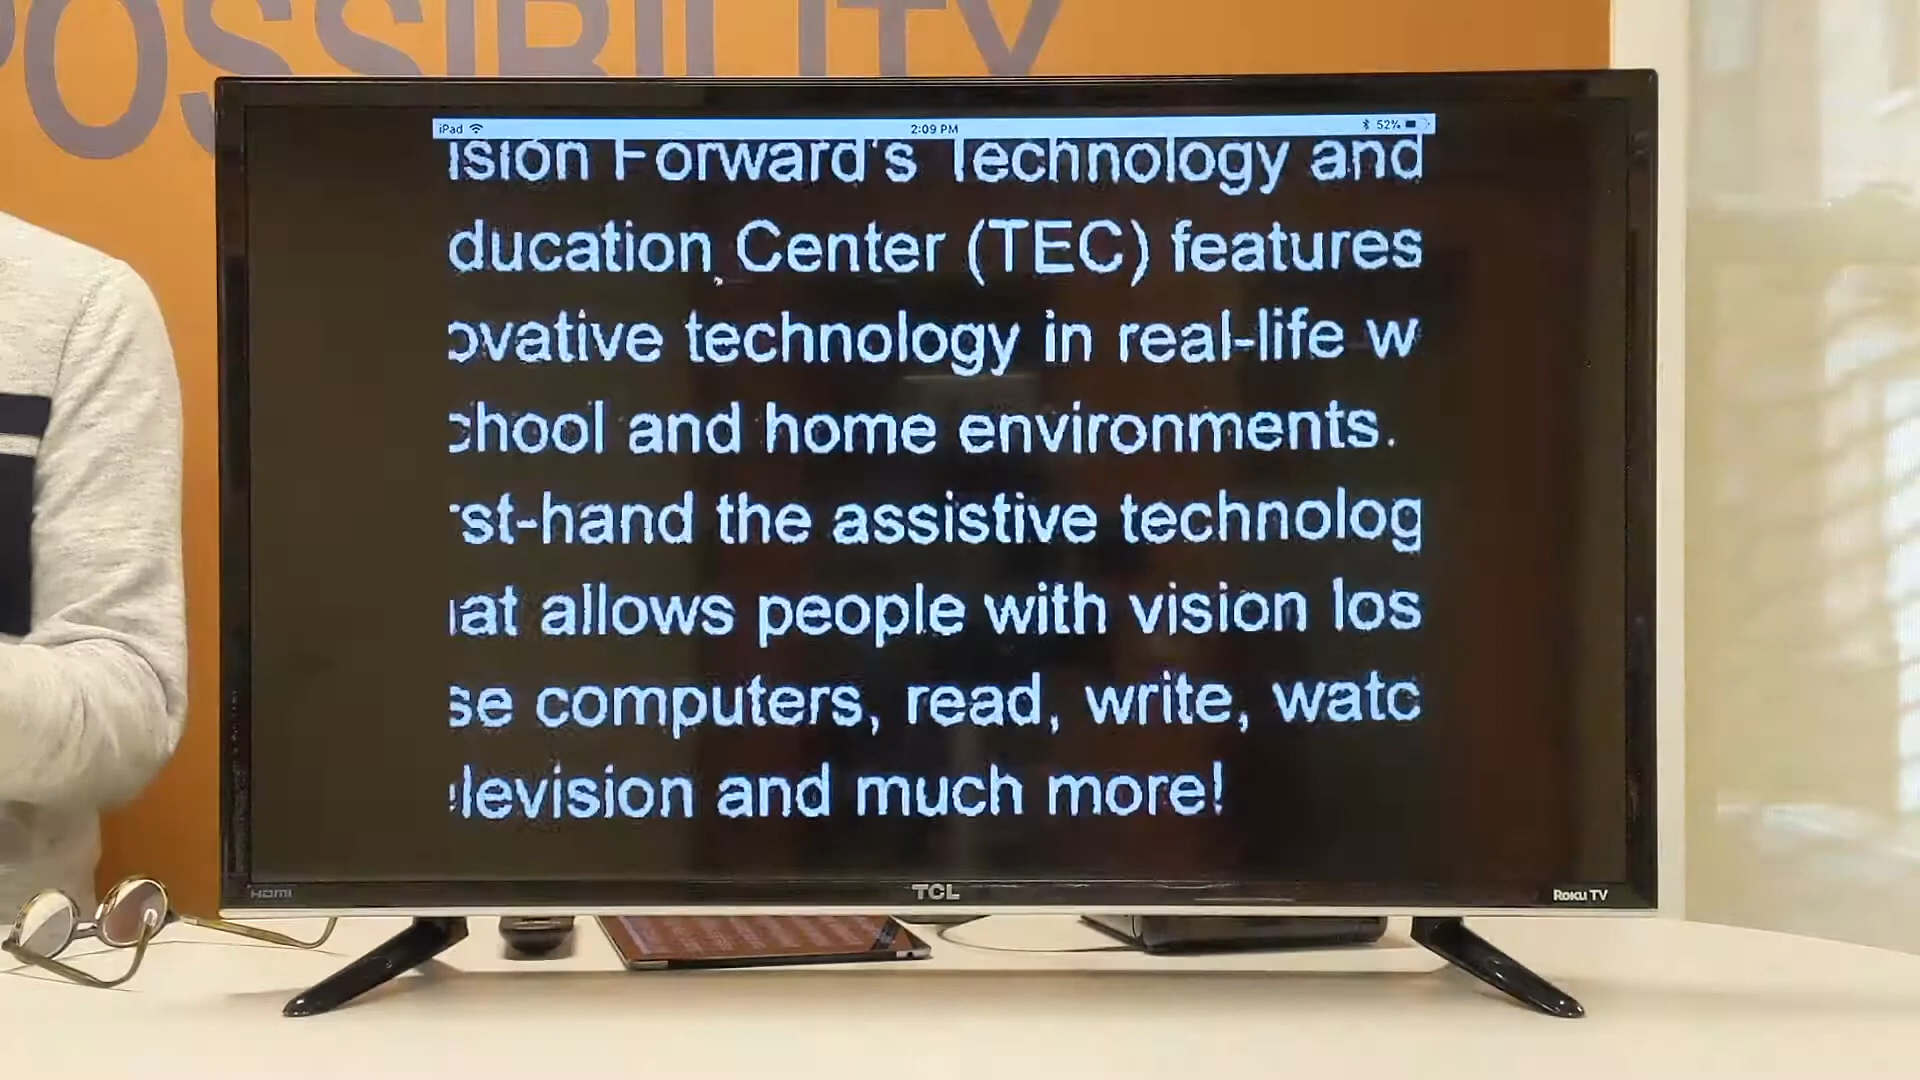 POSSIBILITY
iPad 2:09 PM 52%
ision Forward's Technology and
ducation Center (TEC) features
ovative technology in real-life w
chool and home environments.
rst-hand the assistive technolog
at allows people with vision los
se computers, read, write, watc
levision and much more!
HDMI TCL Roku TV